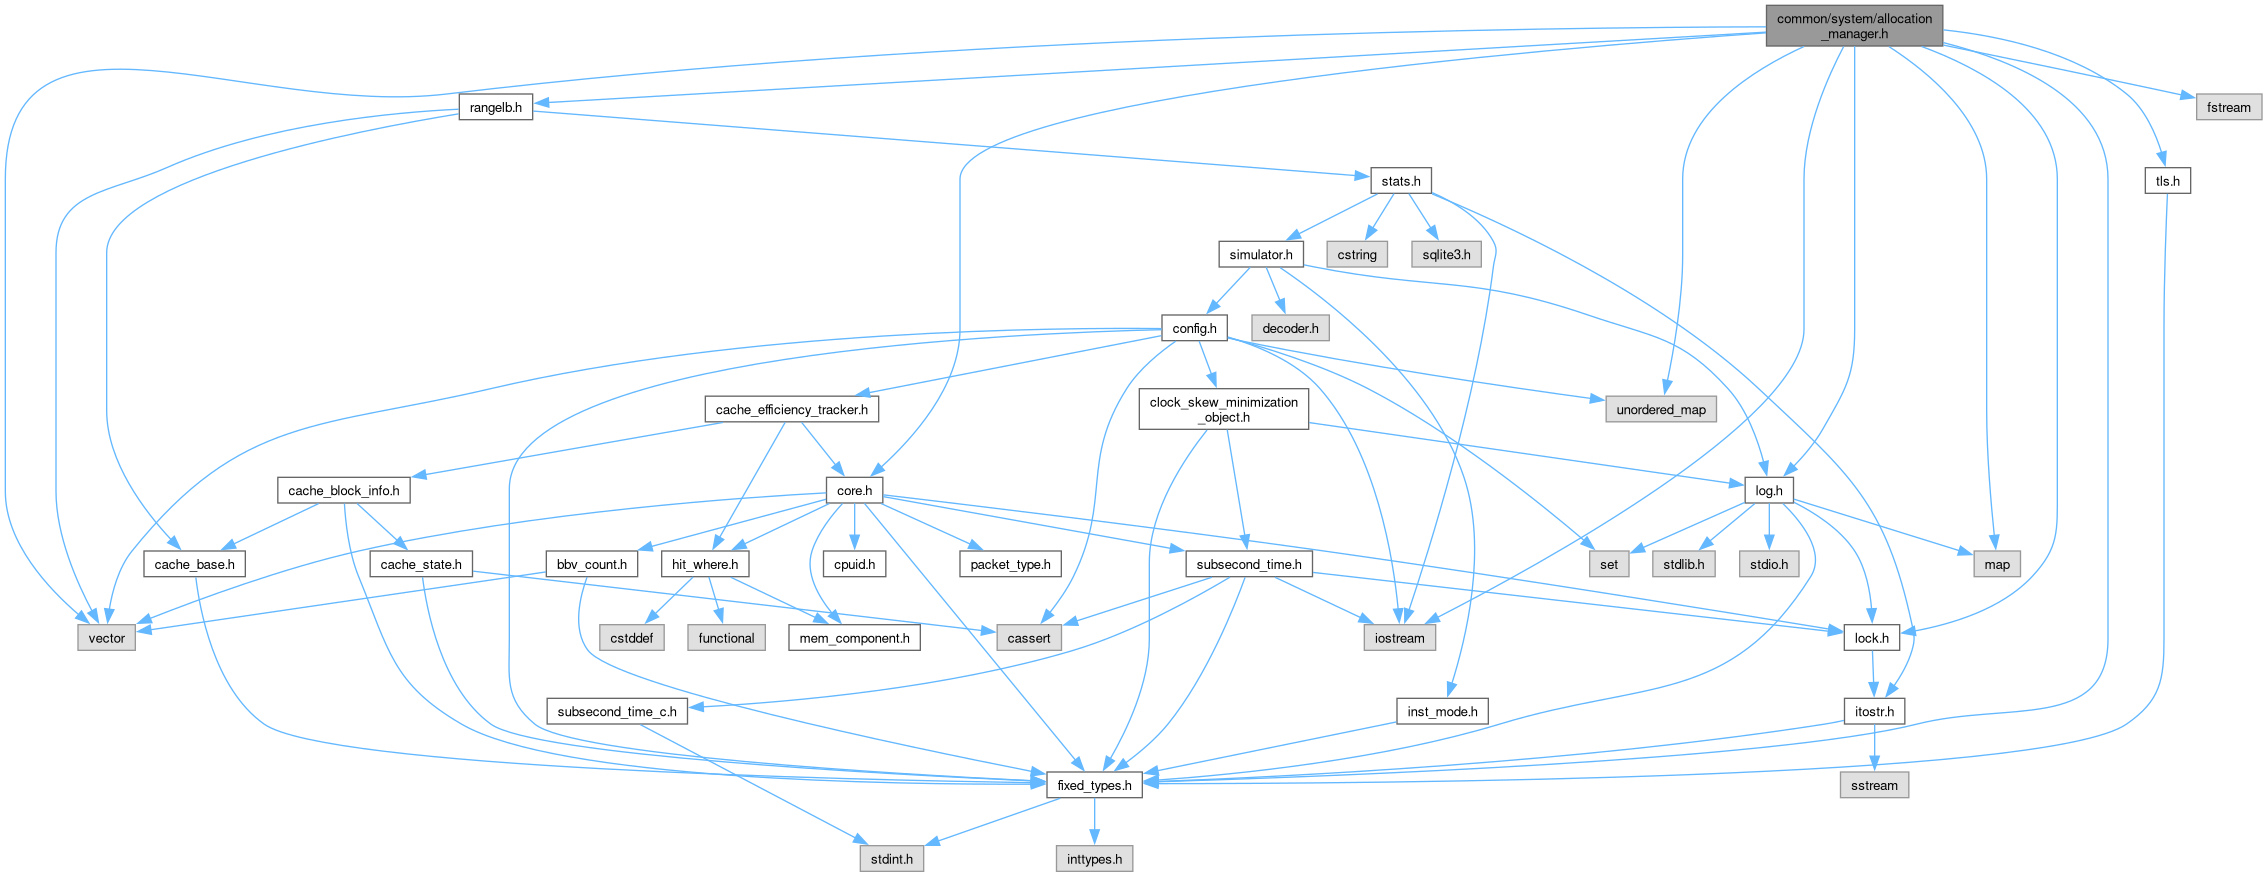 common/system/allocation
_manager.h
rangelb.h
fstream
stats.h
tls.h
simulator.h
cstring
sqlite3.h
config.h
decoder.h
cache_efficiency_tracker.h
clock_skew_minimization
_object.h
unordered_map
cache_block_info.h
core.h
log.h
cache_base.h
cache_state.h
bbv_count.h
hit_where.h
cpuid.h
packet_type.h
subsecond_time.h
set
stdlib.h
stdio.h
map
vector
cstddef
functional
mem_component.h
cassert
iostream
lock.h
subsecond_time_c.h
inst_mode.h
itostr.h
fixed_types.h
sstream
stdint.h
inttypes.h